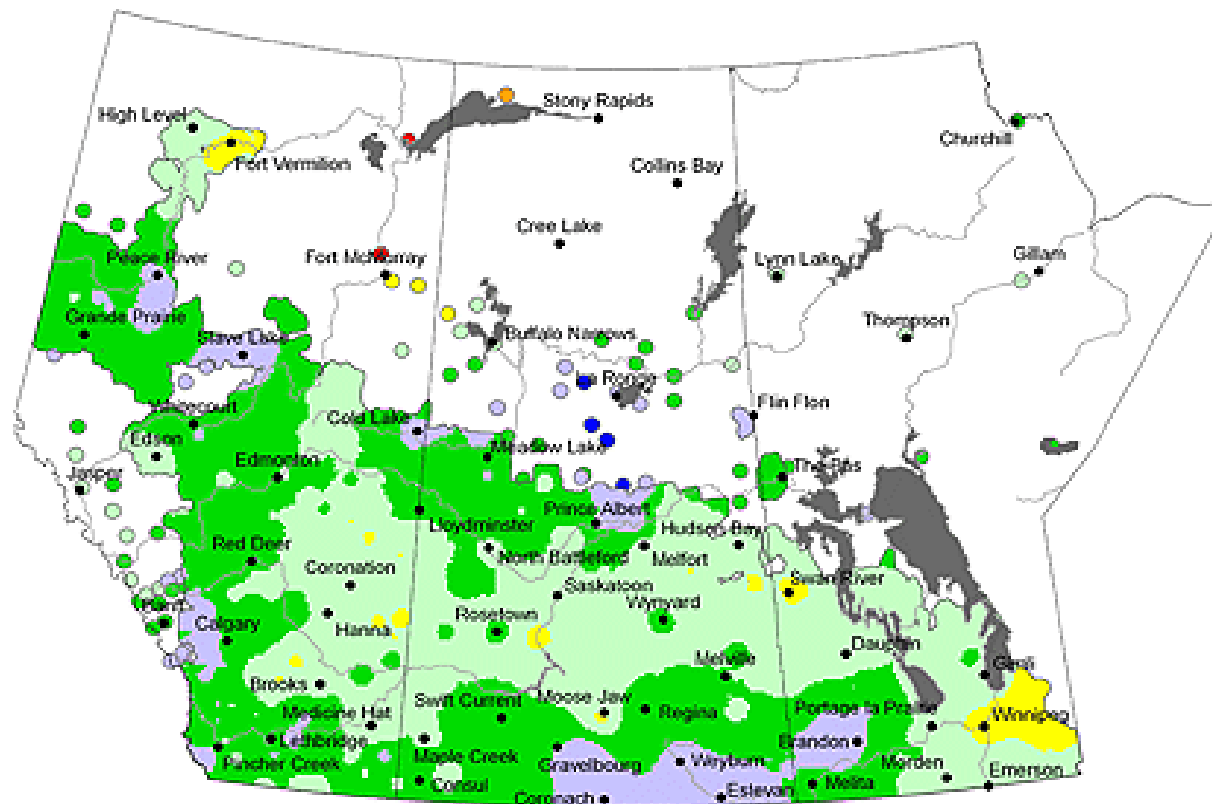 Stony Rapids
High Level
Churchill
Fort Vermilion
Collins Bay
Cree Lake
Peace River
Fort McMurray
Lynn Lake
Gillam
Grande Prairie
Thompson
Slave Lake
Buffalo Narrows
La Ronge
Whitecourt
Flin Flon
Cold Lake
Edson
Meadow Lake
Edmonton
The Pas
Jasper
Prince Albert
Lloydminster
Hudson Bay
Red Deer
North Battleford
Melfort
Coronation
Saskatoon
Swan River
Banff
Wynyard
Rosetown
Calgary
Hanna
Dauphin
Melville
Gimli
Brooks
Swift Current
Moose Jaw
Medicine Hat
Regina
Portage la Prairie
Winnipeg
Lethbridge
Brandon
Maple Creek
Pincher Creek
Gravelbourg
Weyburn
Morden
Emerson
Consul
Melita
Coronach
Estevan